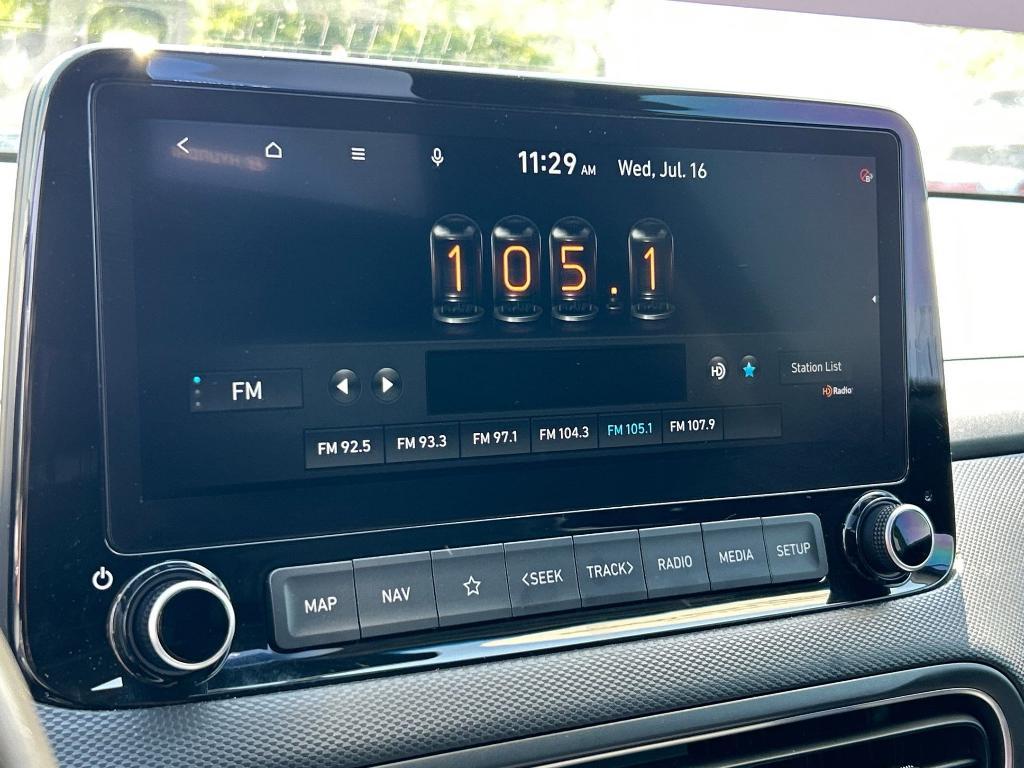 11:29 AM Wed, Jul. 16
105.1
FM
HD
Station List
HD Radio
FM 92.5 FM 93.3 FM 97.1 FM 104.3 FM 105.1 FM 107.9
MAP NAV <SEEK TRACK> RADIO MEDIA SETUP